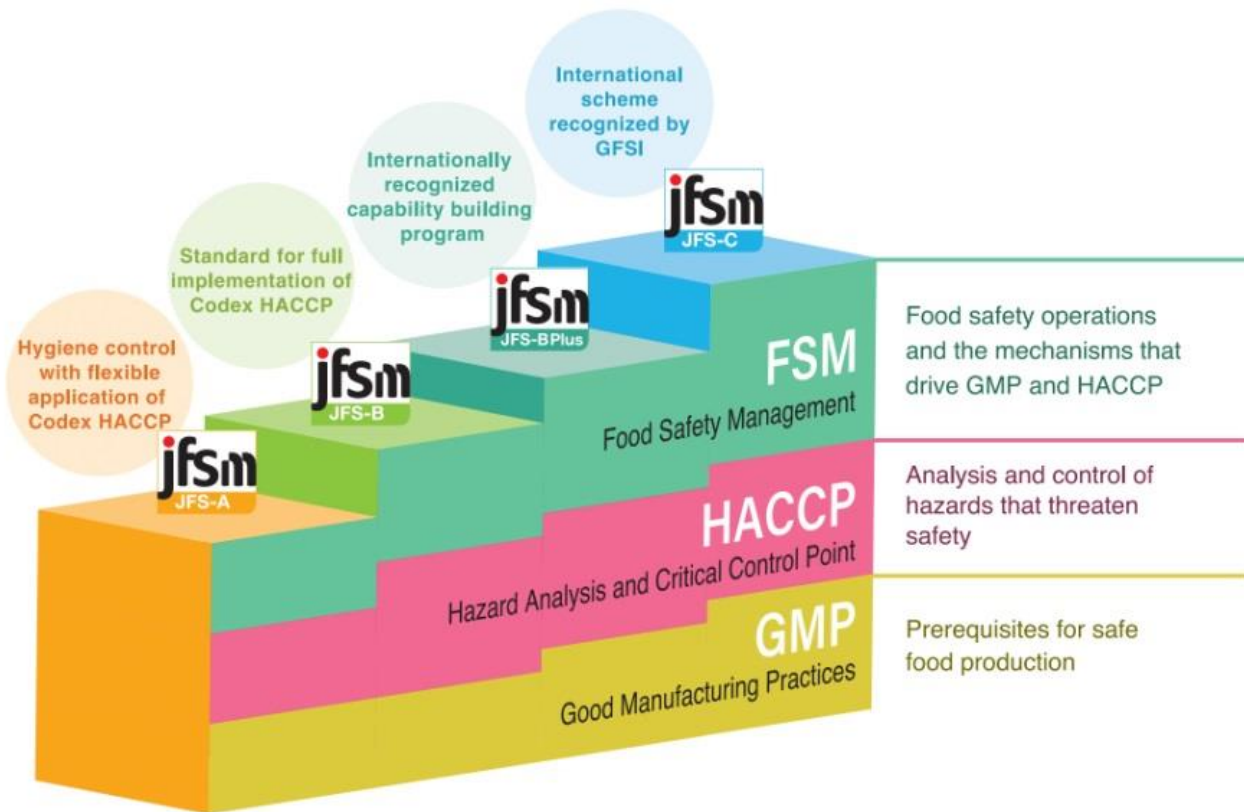 International
scheme
recognized by
GFSI
Internationally
recognized
capability building
program
Standard for full
implementation of
Codex HACCP
Hygiene control
with flexible
application of
Codex HACCP
jfsm
JFS-C
jfsm
JFS-BPlus
jfsm
JFS-B
jfsm
JFS-A
FSM
Food Safety Management
HACCP
Hazard Analysis and Critical Control Point
GMP
Good Manufacturing Practices
Food safety operations
and the mechanisms that
drive GMP and HACCP
Analysis and control of
hazards that threaten
safety
Prerequisites for safe
food production